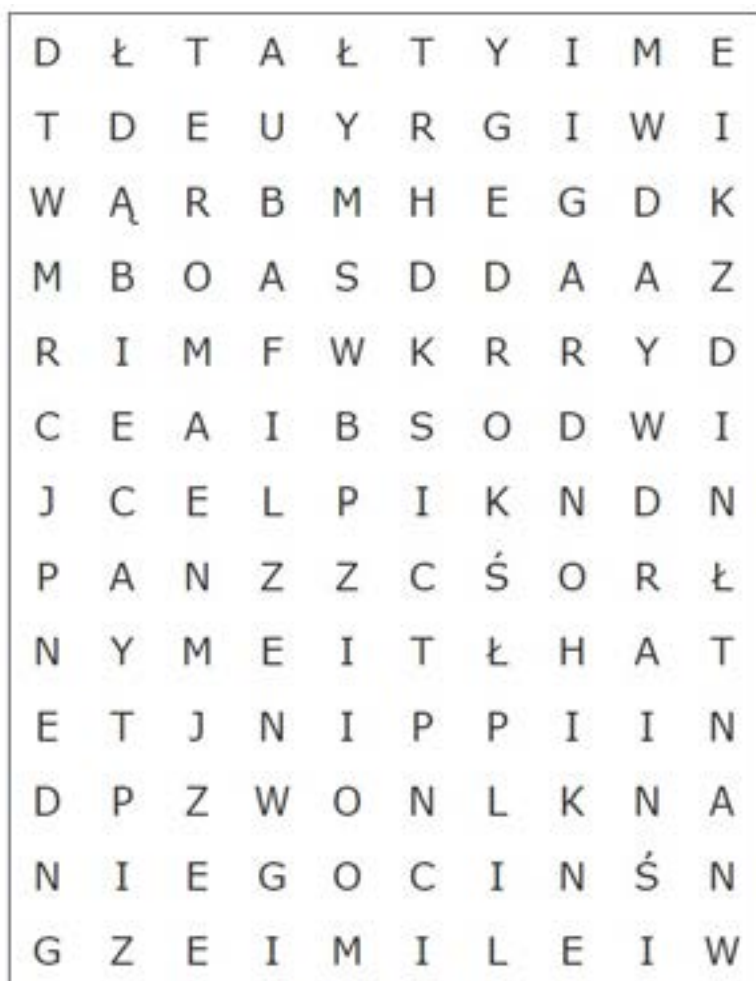 D Ł T A Ł T Y I M E
T D E U Y R G I W I
W Ą R B M H E G D K
M B O A S D D A A Z
R I M F W K R R Y D
C E A I B S O D W I
J C E L P I K N D N
P A N Z Z C Ś O R Ł
N Y M E I T Ł H A T
E T J N I P P I I N
D P Z W O N L K N A
N I E G O C I N Ś N
G Z E I M I L E I W